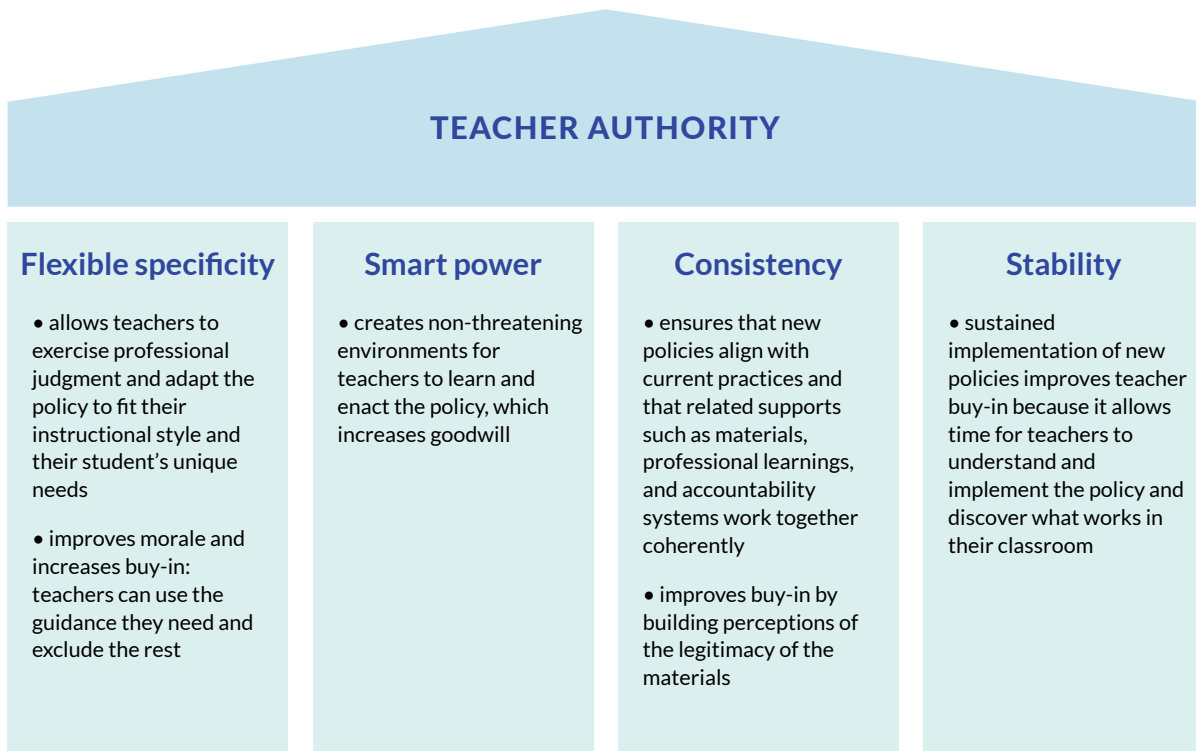 TEACHER AUTHORITY
Flexible specificity
• allows teachers to
exercise professional
judgment and adapt the
policy to fit their
instructional style and
their student’s unique
needs
• improves morale and
increases buy-in:
teachers can use the
guidance they need and
exclude the rest
Smart power
• creates non-threatening
environments for
teachers to learn and
enact the policy, which
increases goodwill
Consistency
• ensures that new
policies align with
current practices and
that related supports
such as materials,
professional learnings,
and accountability
systems work together
coherently
• improves buy-in by
building perceptions of
the legitimacy of the
materials
Stability
• sustained
implementation of new
policies improves teacher
buy-in because it allows
time for teachers to
understand and
implement the policy and
discover what works in
their classroom